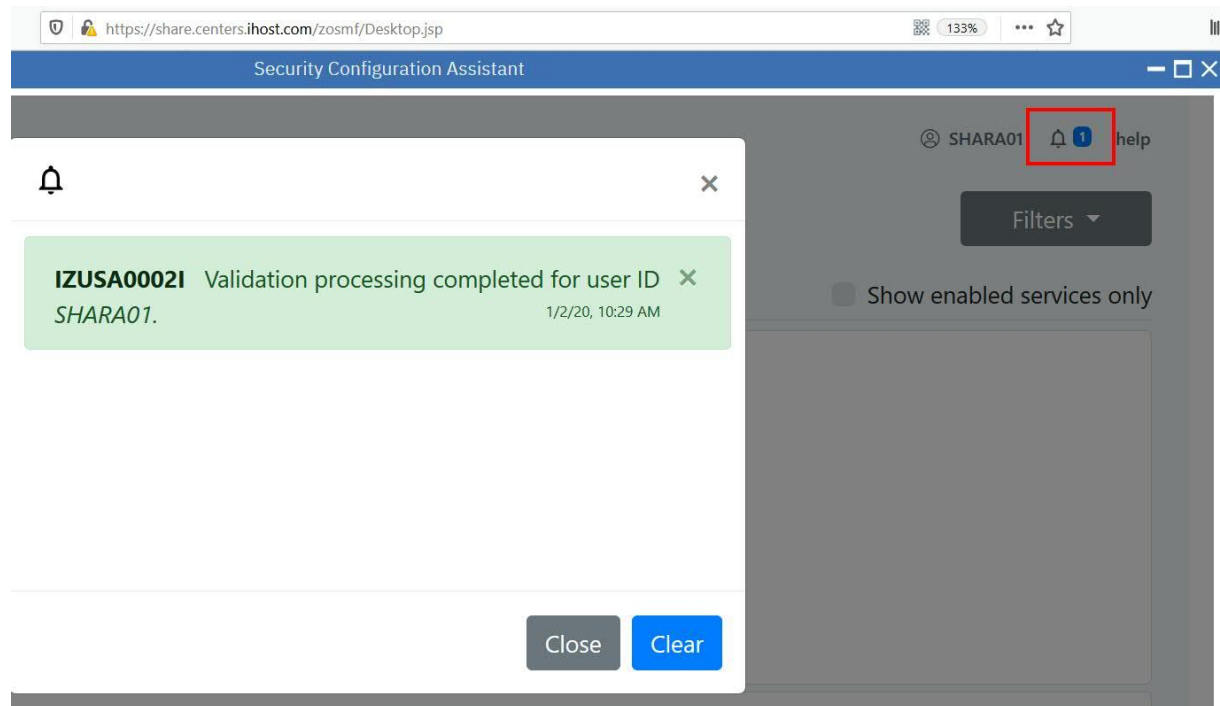 https://share.centers.ihost.com/zosmf/Desktop.jsp
133%
Security Configuration Assistant
SHARA01
1
help
Filters
IZUSA0002I Validation processing completed for user ID
SHARA01.
1/2/20, 10:29 AM
Show enabled services only
Close
Clear